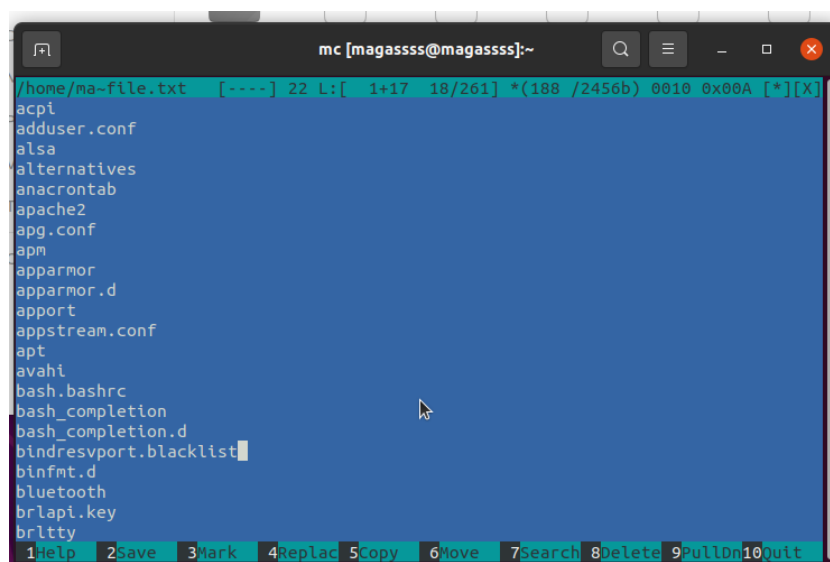 mc [magassss@magassss]:~
/home/ma~file.txt [----] 22 L:[ 1+17 18/261] *(188 /2456b) 0010 0x00A [*][X]
acpi
adduser.conf
alsa
alternatives
anacrontab
apache2
apg.conf
apm
apparmor
apparmor.d
apport
appstream.conf
apt
avahi
bash.bashrc
bash_completion
bash_completion.d
bindresvport.blacklist
binfmt.d
bluetooth
brlapi.key
brltty
1Help 2Save 3Mark 4Replac 5Copy 6Move 7Search 8Delete 9PullDn 10Quit